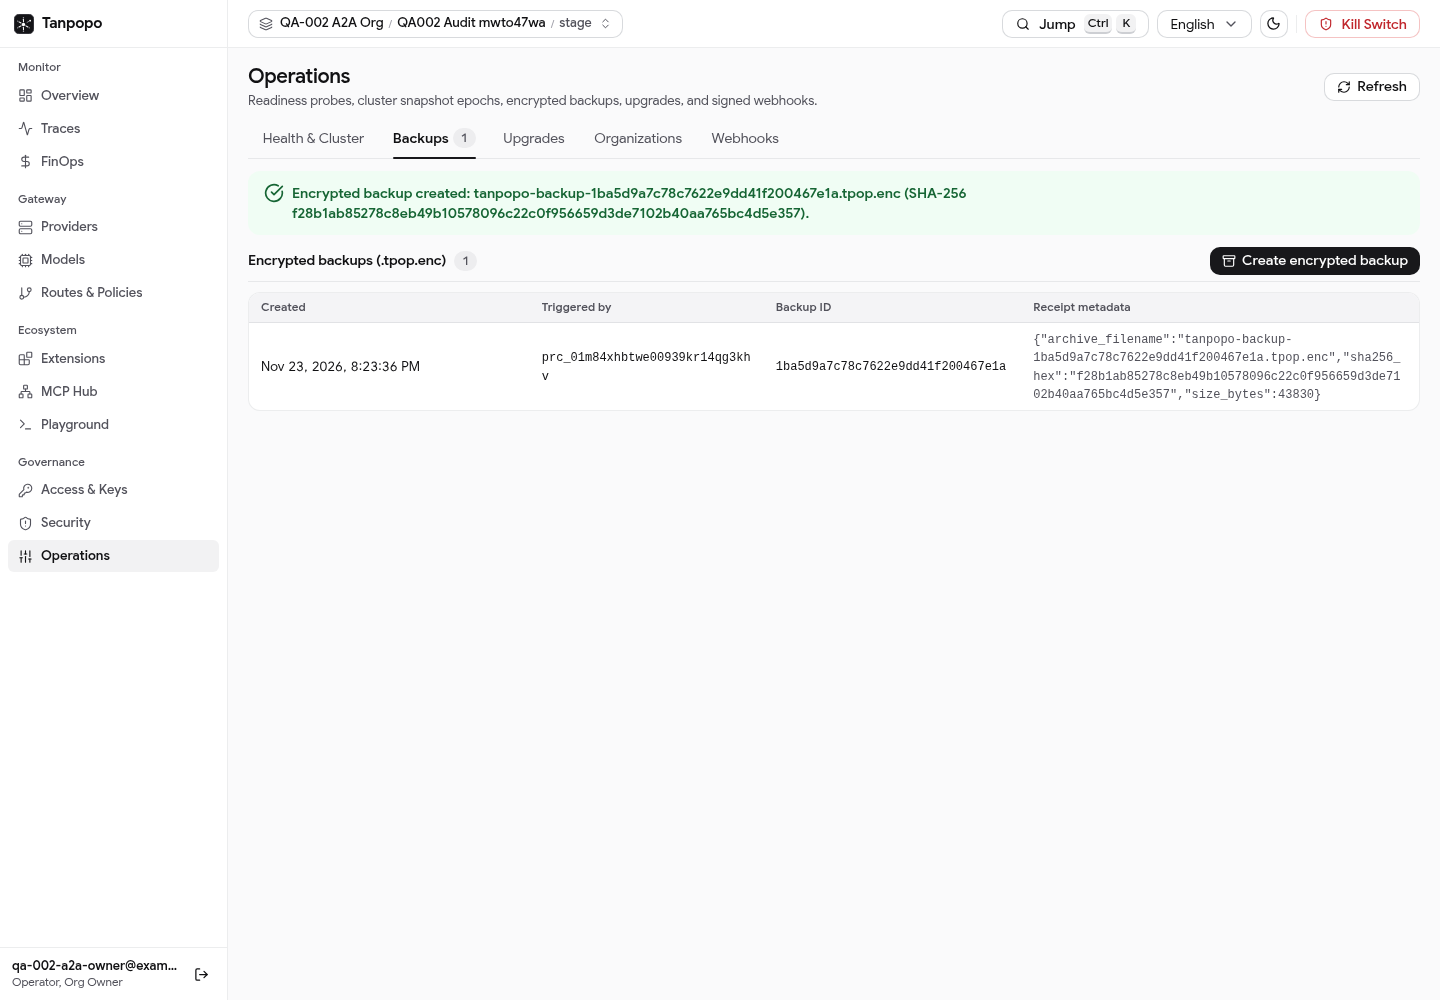 Tanpopo
QA-002 A2A Org / QA002 Audit mwto47wa / stage
Jump Ctrl K
English
Kill Switch
Monitor
Overview
Traces
FinOps
Gateway
Providers
Models
Routes & Policies
Ecosystem
Extensions
MCP Hub
Playground
Governance
Access & Keys
Security
Operations
qa-002-a2a-owner@exam...
Operator, Org Owner
Operations
Readiness probes, cluster snapshot epochs, encrypted backups, upgrades, and signed webhooks.
Refresh
Health & Cluster
Backups 1
Upgrades
Organizations
Webhooks
Encrypted backup created: tanpopo-backup-1ba5d9a7c78c7622e9dd41f200467e1a.tpop.enc (SHA-256
f28b1ab85278c8eb49b10578096c22c0f956659d3de7102b40aa765bc4d5e357).
Encrypted backups (.tpop.enc) 1
Create encrypted backup
Created
Triggered by
Backup ID
Receipt metadata
Nov 23, 2026, 8:23:36 PM
prc_01m84xhbtwe00939kr14qg3kh
v
1ba5d9a7c78c7622e9dd41f200467e1a
{"archive_filename":"tanpopo-backup-
1ba5d9a7c78c7622e9dd41f200467e1a.tpop.enc","sha256_
hex":"f28b1ab85278c8eb49b10578096c22c0f956659d3de71
02b40aa765bc4d5e357","size_bytes":43830}